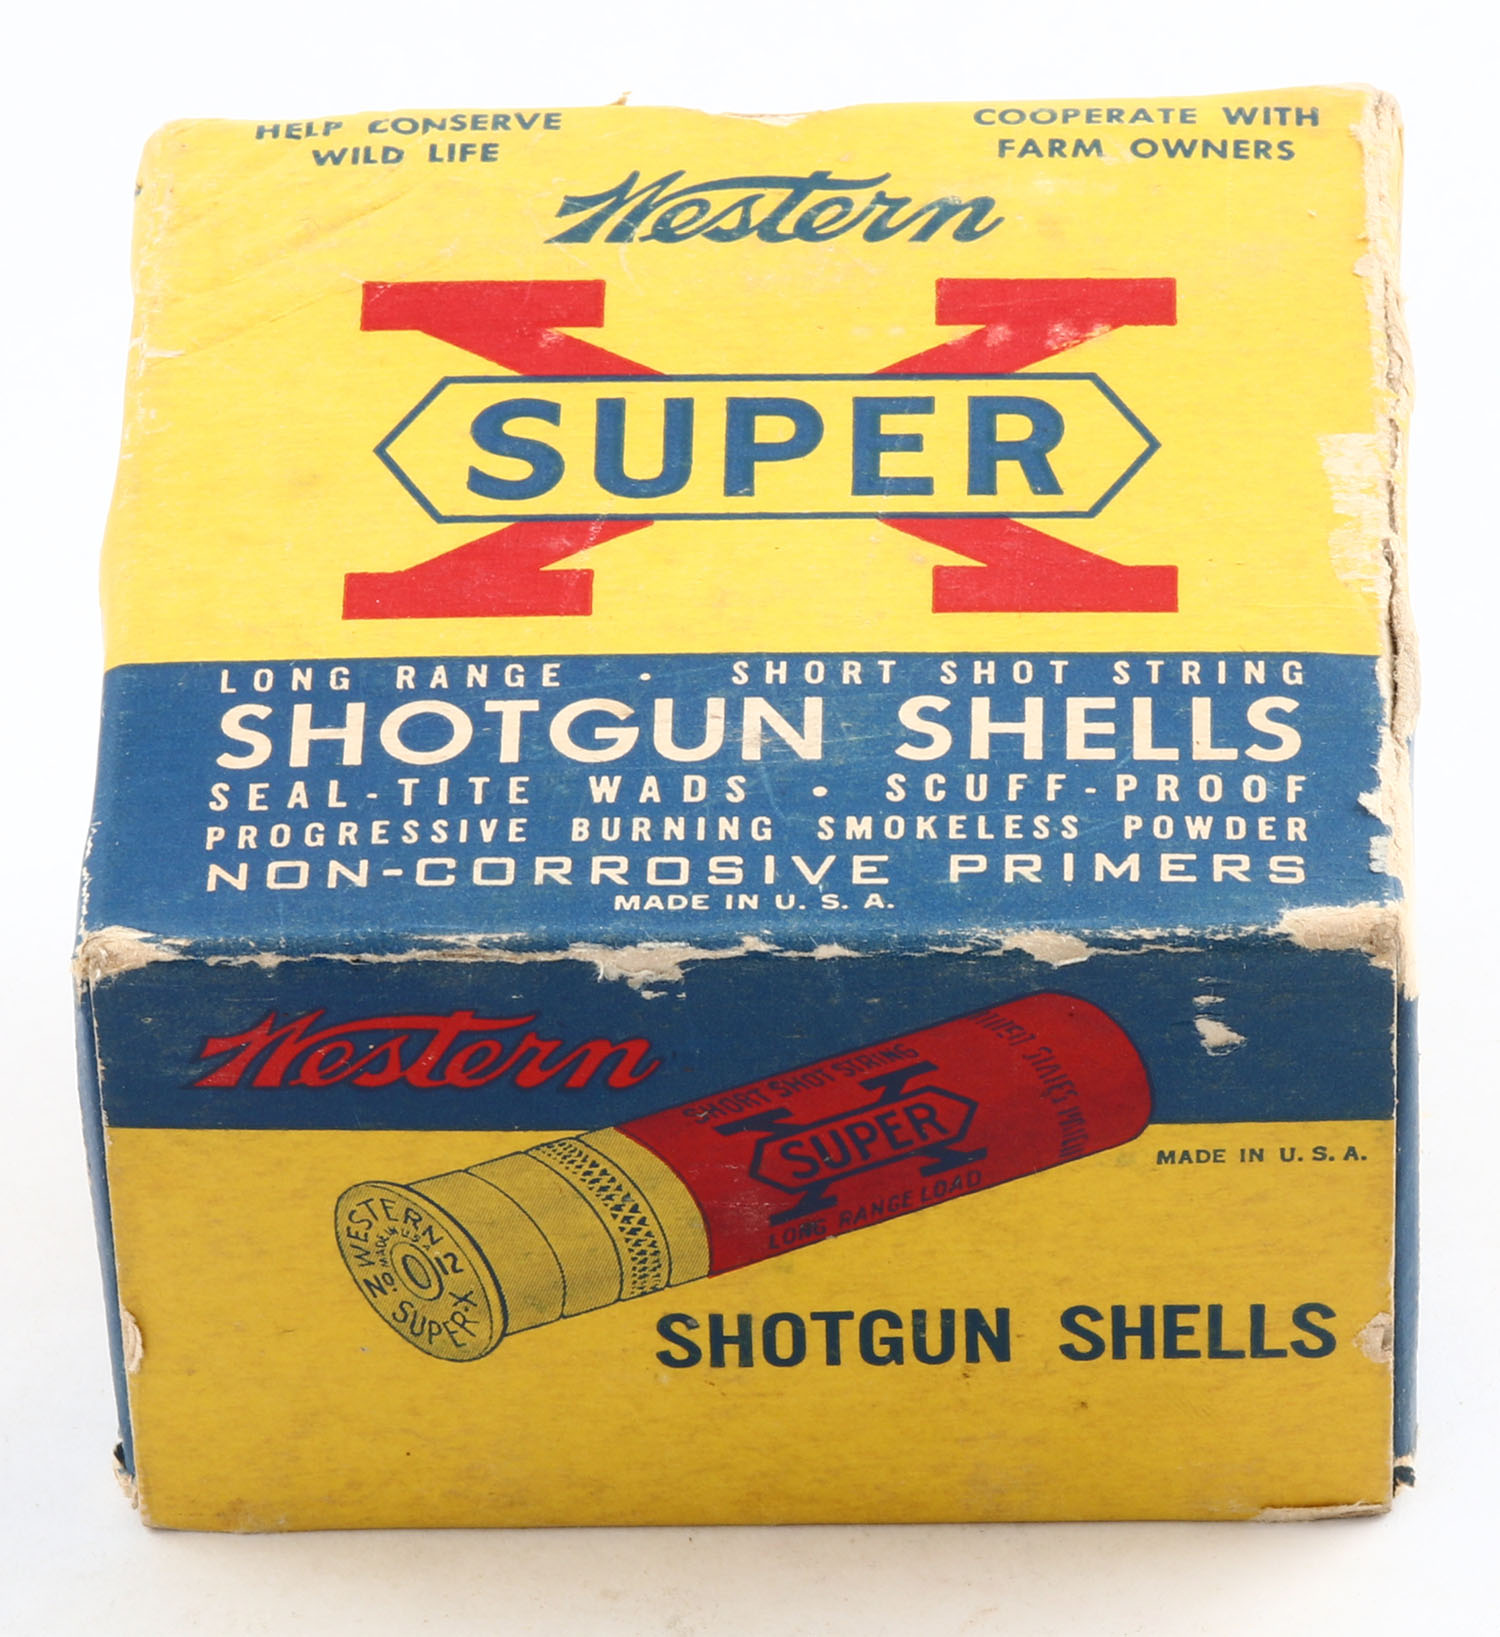 HELP CONSERVE
WILD LIFE
COOPERATE WITH
FARM OWNERS
Western
X
SUPER
LONG RANGE · SHORT SHOT STRING
SHOTGUN SHELLS
SEAL-TITE WADS · SCUFF-PROOF
PROGRESSIVE BURNING SMOKELESS POWDER
NON-CORROSIVE PRIMERS
MADE IN U. S. A.
Western
SHORT SHOT STRING
X
SUPER
LONG RANGE LOAD
MADE IN U. S. A.
WESTERN
MADE IN U.S.A.
No. 12
SUPER-X
SHOTGUN SHELLS